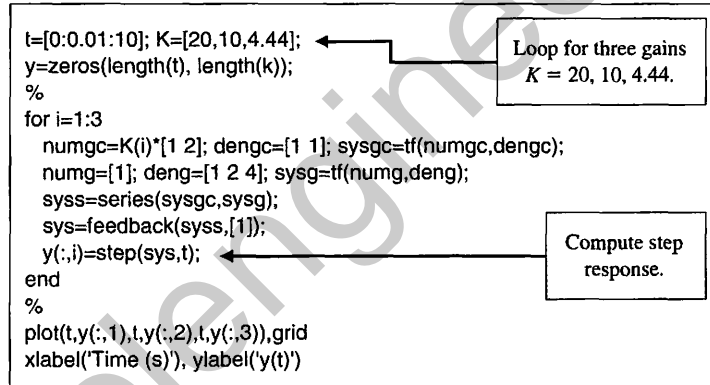 t=[0:0.01:10]; K=[20,10,4.44];
y=zeros(length(t), length(k));
%
for i=1:3
numgc=K(i)*[1 2]; dengc=[1 1]; sysgc=tf(numgc,dengc);
numg=[1]; deng=[1 2 4]; sysg=tf(numg,deng);
syss=series(sysgc,sysg);
sys=feedback(syss,[1]);
y(:,i)=step(sys,t);
end
%
plot(t,y(:,1),t,y(:,2),t,y(:,3)),grid
xlabel('Time (s)'), ylabel('y(t)')
Loop for three gains
K = 20, 10, 4.44.
Compute step
response.